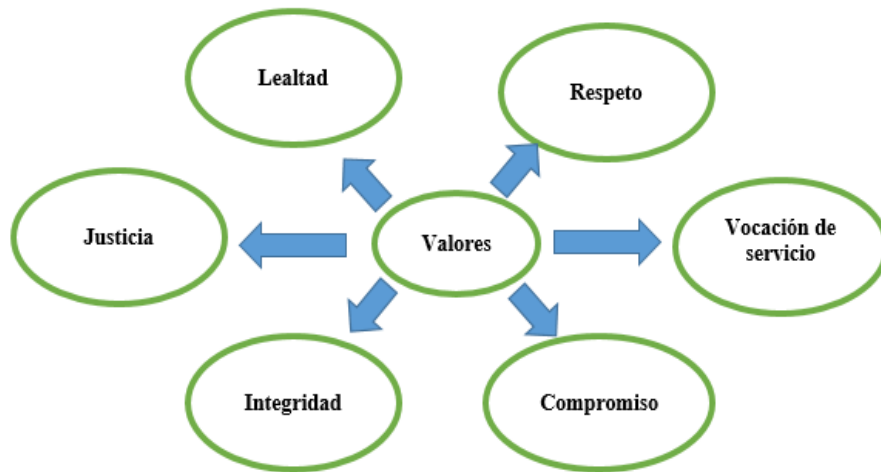 Lealtad
Respeto
Justicia
Valores
Vocación de
servicio
Integridad
Compromiso